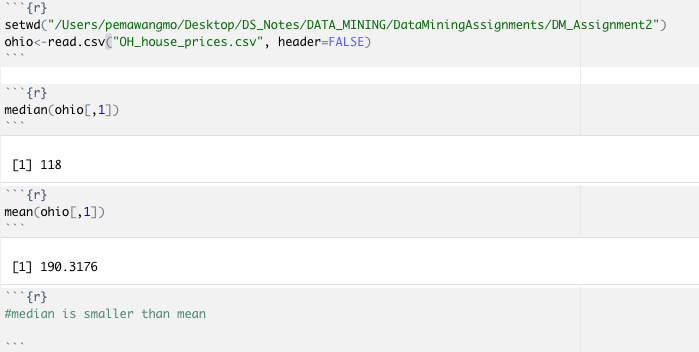 ```{r}
setwd("/Users/pemawangmo/Desktop/DS_Notes/DATA_MINING/DataMiningAssignments/DM_Assignment2")
ohio<-read.csv("OH_house_prices.csv", header=FALSE)
```
```{r}
median(ohio[,1])
```
[1] 118
```{r}
mean(ohio[,1])
```
[1] 190.3176
```{r}
#median is smaller than mean
```